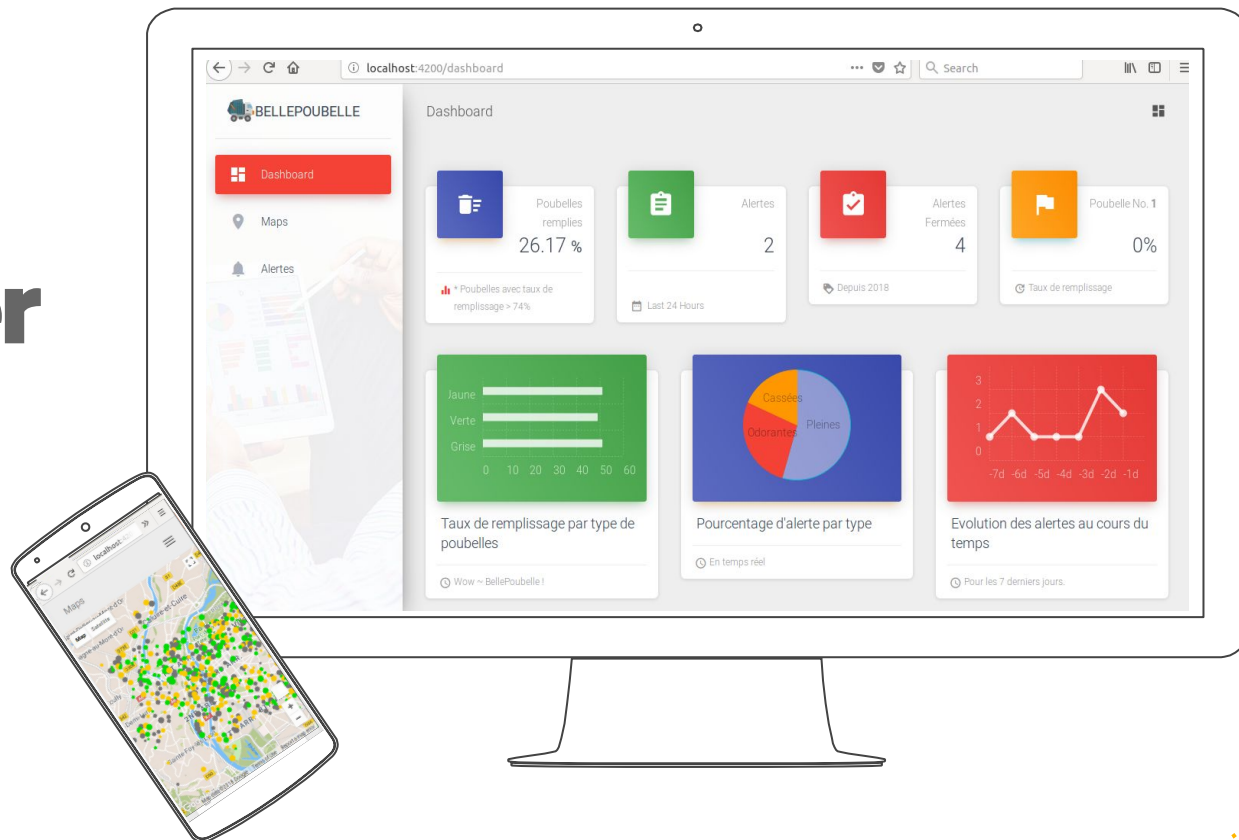 localhost:4200/dashboard
Search
BELLEPOUBELLE
Dashboard
Maps
Alertes
Dashboard
Poubelles
remplies
26.17 %
* Poubelles avec taux de
remplissage > 74%
Alertes
2
Last 24 Hours
Alertes
Fermées
4
Depuis 2018
Poubelle No. 1
0%
Taux de remplissage
Jaune
Verte
Grise
0 10 20 30 40 50 60
Taux de remplissage par type de
poubelles
Wow ~ BellePoubelle !
Cassées
Odorantes
Pleines
Pourcentage d'alerte par type
En temps réel
3
2
1
0
-7d -6d -5d -4d -3d -2d -1d
Evolution des alertes au cours du
temps
Pour les 7 derniers jours.
localhost
Maps
Map Satellite
Caluire-et-Cuire